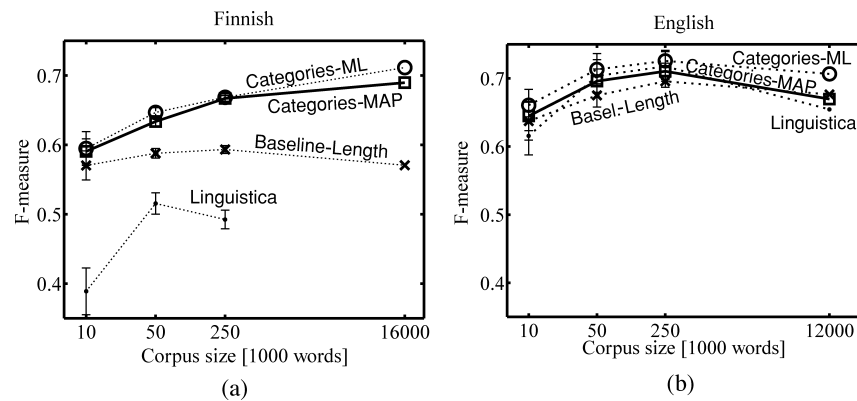 Finnish
0.7
0.6
0.5
0.4
F-measure
Categories-ML
Categories-MAP
Baseline-Length
Linguistica
10
50
250
16000
Corpus size [1000 words]
(a)
English
0.7
0.6
0.5
0.4
F-measure
Categories-ML
Categories-MAP
Basel.-Length
Linguistica
10
50
250
12000
Corpus size [1000 words]
(b)